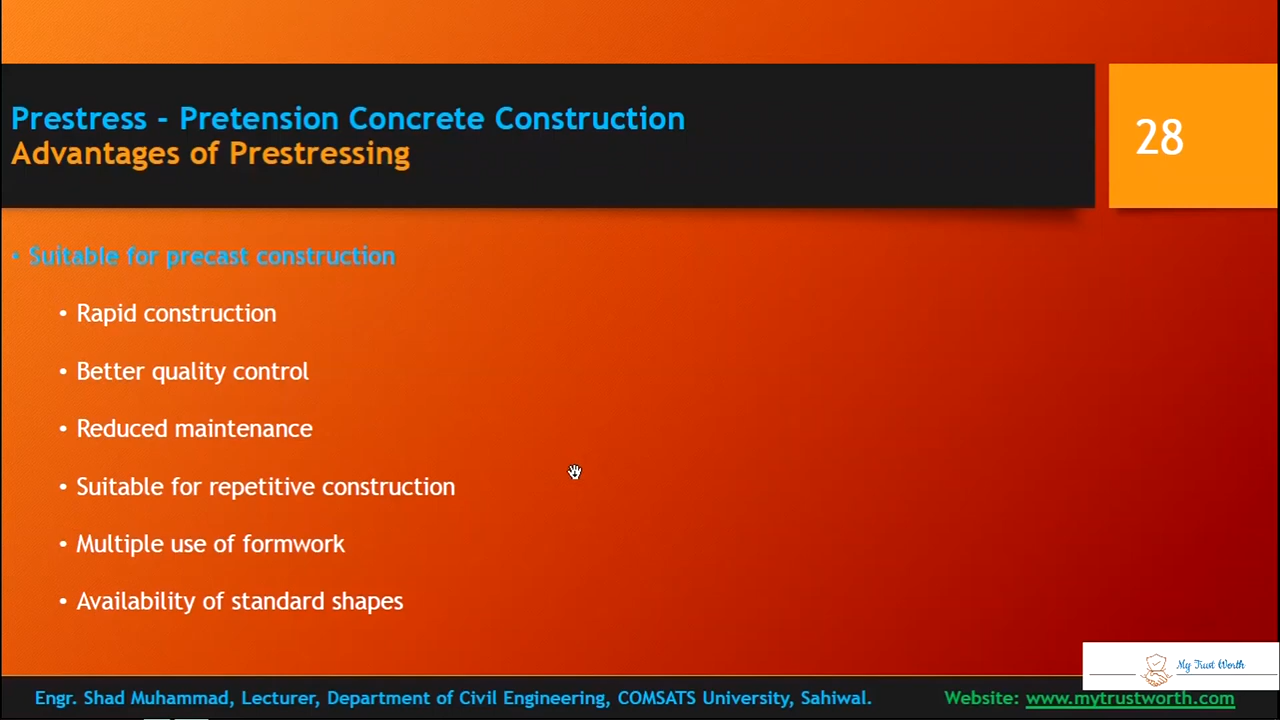 Prestress - Pretension Concrete Construction
Advantages of Prestressing
28
• Suitable for precast construction
• Rapid construction
• Better quality control
• Reduced maintenance
• Suitable for repetitive construction
• Multiple use of formwork
• Availability of standard shapes
My Trust Worth
Engr. Shad Muhammad, Lecturer, Department of Civil Engineering, COMSATS University, Sahiwal.
Website: www.mytrustworth.com